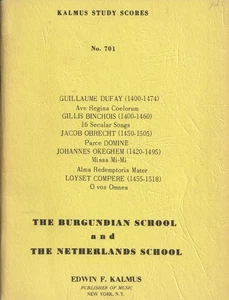 KALMUS STUDY SCORES
No. 701
GUILLAUME DUFAY (1400-1474)
Ave Regina Coelorum
GILLIS BINCHOIS (1400-1460)
16 Secular Songs
JACOB OBRECHT (1450-1505)
Parce DOMINE
JOHANNES OKEGHEM (1420-1495)
Missa Mi-Mi
Alma Redemptoris Mater
LOYSET COMPERE (1455-1518)
O vos Omnes
THE BURGUNDIAN SCHOOL
and
THE NETHERLANDS SCHOOL
EDWIN F. KALMUS
PUBLISHER OF MUSIC
NEW YORK, N.Y.